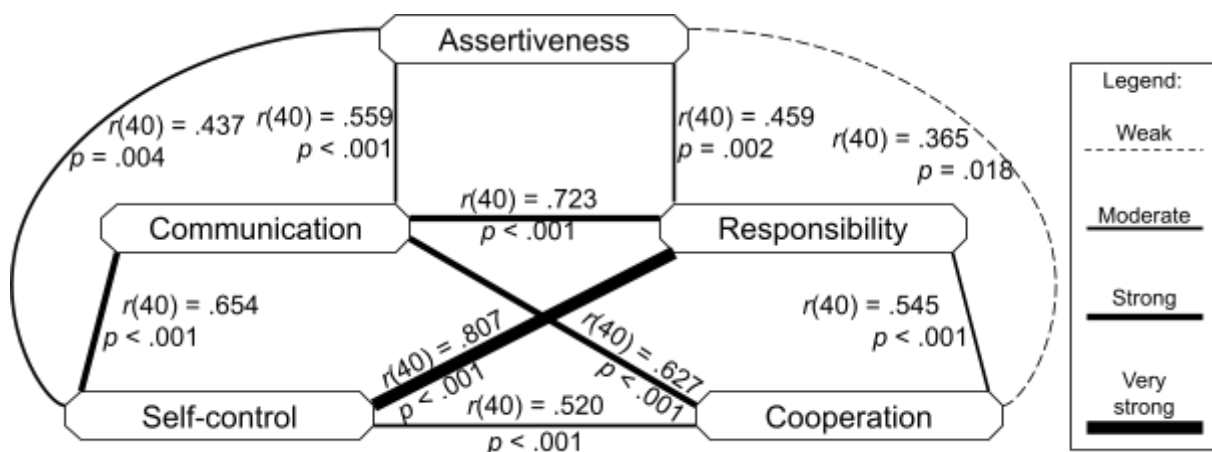 Assertiveness
Legend:
r(40) = .437
p = .004
r(40) = .559
p < .001
r(40) = .459
p = .002
r(40) = .365
p = .018
Weak
r(40) = .723
p < .001
Communication
Responsibility
Moderate
r(40) = .654
p < .001
r(40) = .807
p < .001
r(40) = .627
p < .001
r(40) = .545
p < .001
Strong
Self-control
r(40) = .520
p < .001
Cooperation
Very
strong